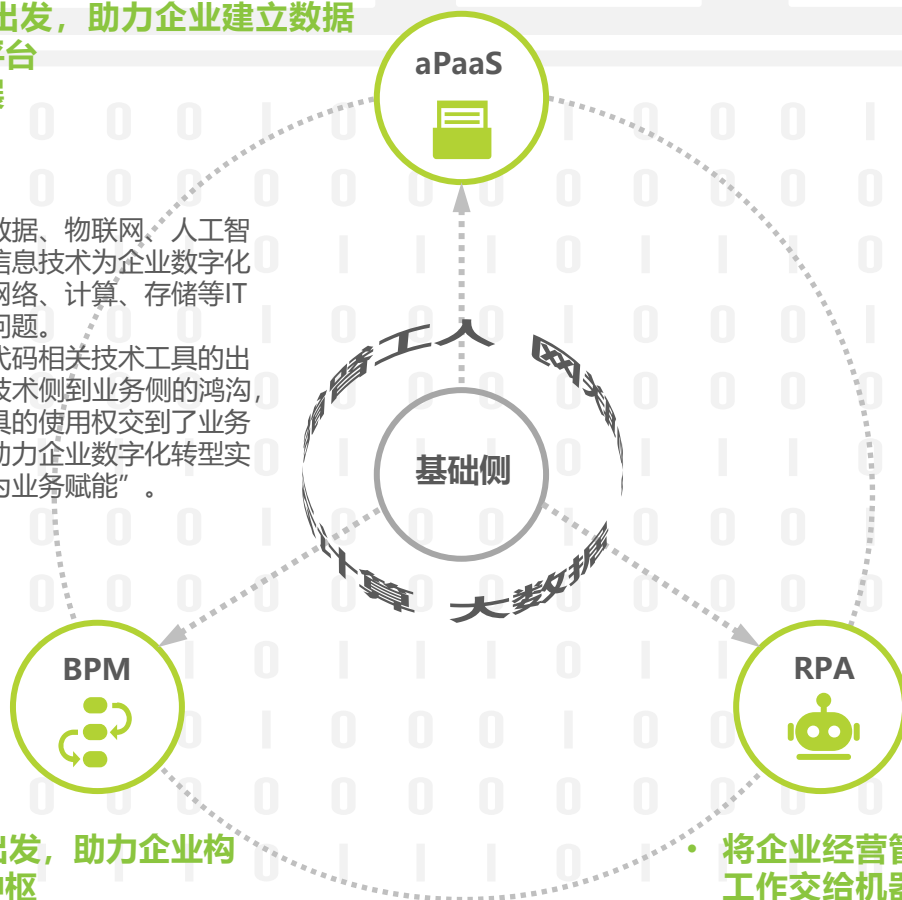 出发，助力企业建立数据
平台
展
aPaaS
数据、物联网、人工智
信息技术为企业数字化
网络、计算、存储等IT
问题。
代码相关技术工具的出
技术侧到业务侧的鸿沟，
具的使用权交到了业务
助力企业数字化转型实
为业务赋能”。
智工人
基础侧
计算
大数据
BPM
RPA
出发，助力企业构
中枢
• 将企业经营管
工作交给机器